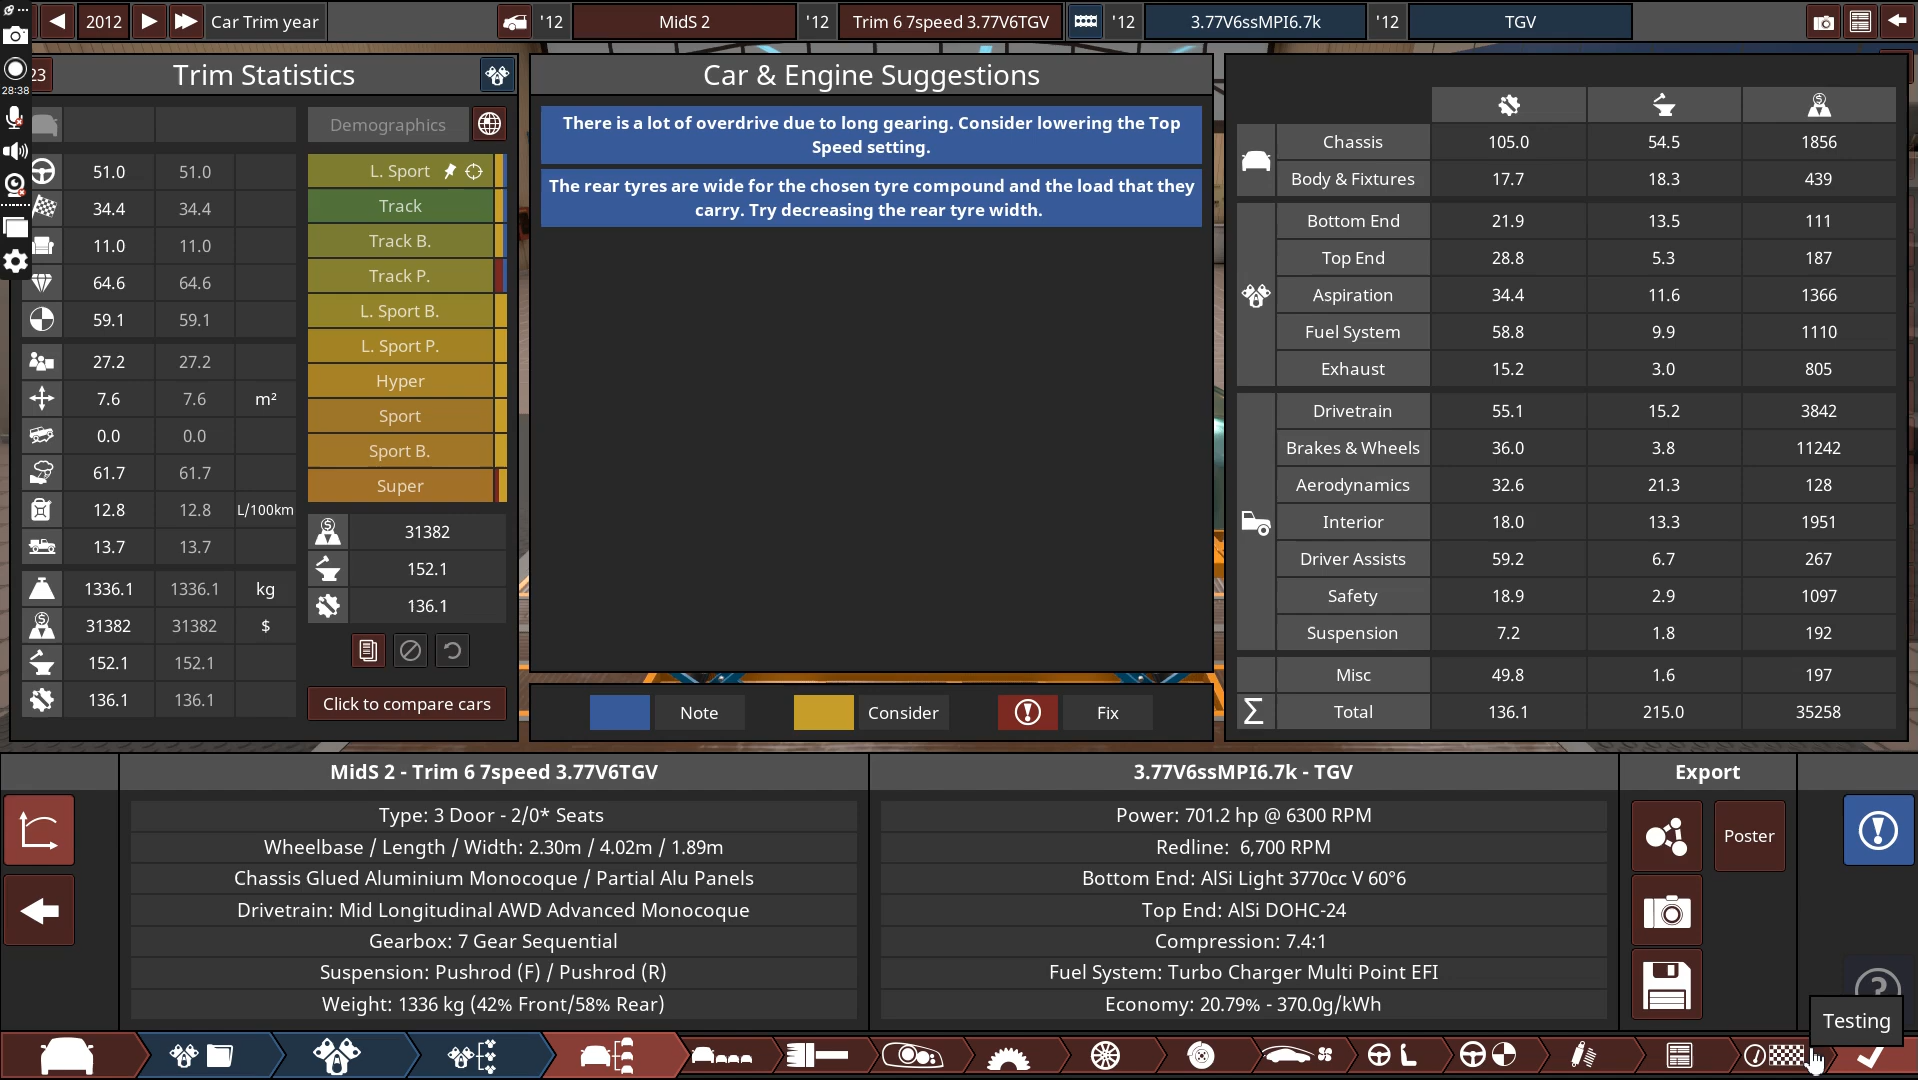 2012
Car Trim year
'12
MidS 2
'12
Trim 6 7speed 3.77V6TGV
'12
3.77V6ssMPI6.7k
'12
TGV
23
28:38
Trim Statistics
51.0 51.0
34.4 34.4
11.0 11.0
64.6 64.6
59.1 59.1
27.2 27.2
7.6 7.6 m²
0.0 0.0
61.7 61.7
12.8 12.8 L/100km
13.7 13.7
1336.1 1336.1 kg
31382 31382 $
152.1 152.1
136.1 136.1
Demographics
L. Sport
Track
Track B.
Track P.
L. Sport B.
L. Sport P.
Hyper
Sport
Sport B.
Super
31382
152.1
136.1
Click to compare cars
Car & Engine Suggestions
There is a lot of overdrive due to long gearing. Consider lowering the Top
Speed setting.
The rear tyres are wide for the chosen tyre compound and the load that they
carry. Try decreasing the rear tyre width.
Note
Consider
Fix
Chassis 105.0 54.5 1856
Body & Fixtures 17.7 18.3 439
Bottom End 21.9 13.5 111
Top End 28.8 5.3 187
Aspiration 34.4 11.6 1366
Fuel System 58.8 9.9 1110
Exhaust 15.2 3.0 805
Drivetrain 55.1 15.2 3842
Brakes & Wheels 36.0 3.8 11242
Aerodynamics 32.6 21.3 128
Interior 18.0 13.3 1951
Driver Assists 59.2 6.7 267
Safety 18.9 2.9 1097
Suspension 7.2 1.8 192
Misc 49.8 1.6 197
Σ Total 136.1 215.0 35258
MidS 2 - Trim 6 7speed 3.77V6TGV
Type: 3 Door - 2/0* Seats
Wheelbase / Length / Width: 2.30m / 4.02m / 1.89m
Chassis Glued Aluminium Monocoque / Partial Alu Panels
Drivetrain: Mid Longitudinal AWD Advanced Monocoque
Gearbox: 7 Gear Sequential
Suspension: Pushrod (F) / Pushrod (R)
Weight: 1336 kg (42% Front/58% Rear)
3.77V6ssMPI6.7k - TGV
Power: 701.2 hp @ 6300 RPM
Redline: 6,700 RPM
Bottom End: AlSi Light 3770cc V 60°6
Top End: AlSi DOHC-24
Compression: 7.4:1
Fuel System: Turbo Charger Multi Point EFI
Economy: 20.79% - 370.0g/kWh
Export
Poster
?
Testing